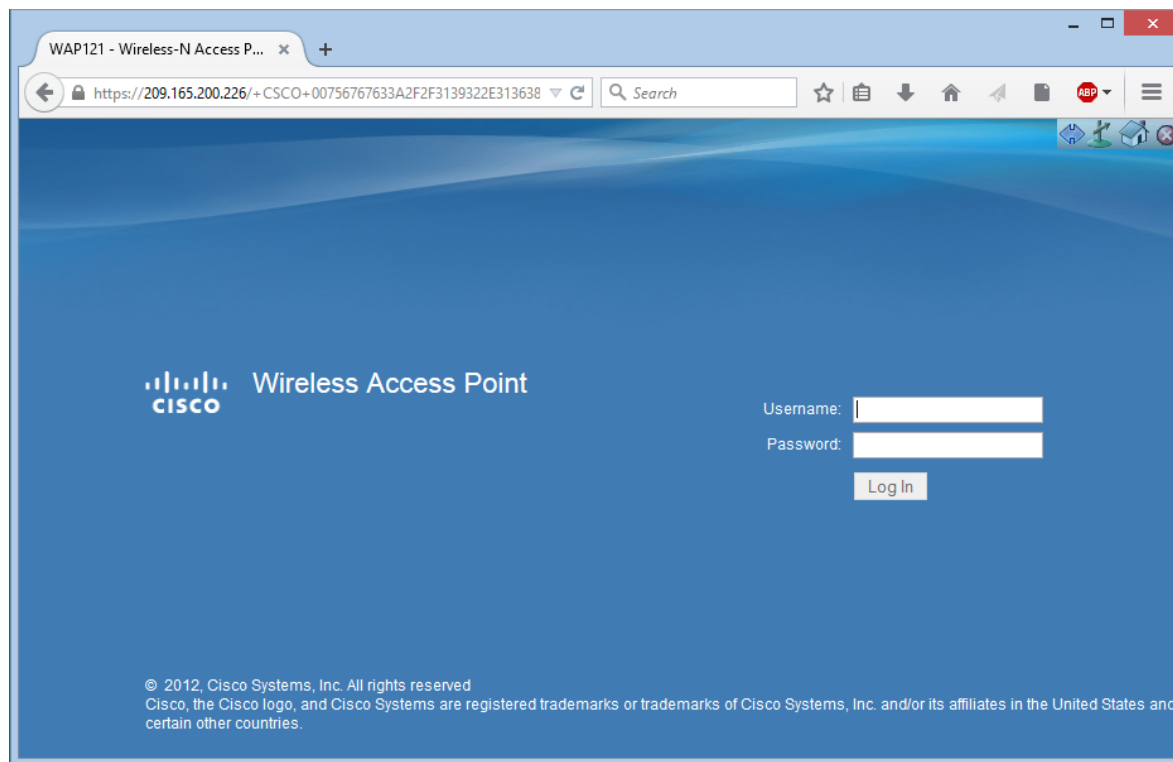 WAP121 - Wireless-N Access P...
https://209.165.200.226/+CSCO+00756767633A2F2F3139322E313638
Search
ABP
CISCO
Wireless Access Point
Username:
Password:
Log In
© 2012, Cisco Systems, Inc. All rights reserved
Cisco, the Cisco logo, and Cisco Systems are registered trademarks or trademarks of Cisco Systems, Inc. and/or its affiliates in the United States and
certain other countries.